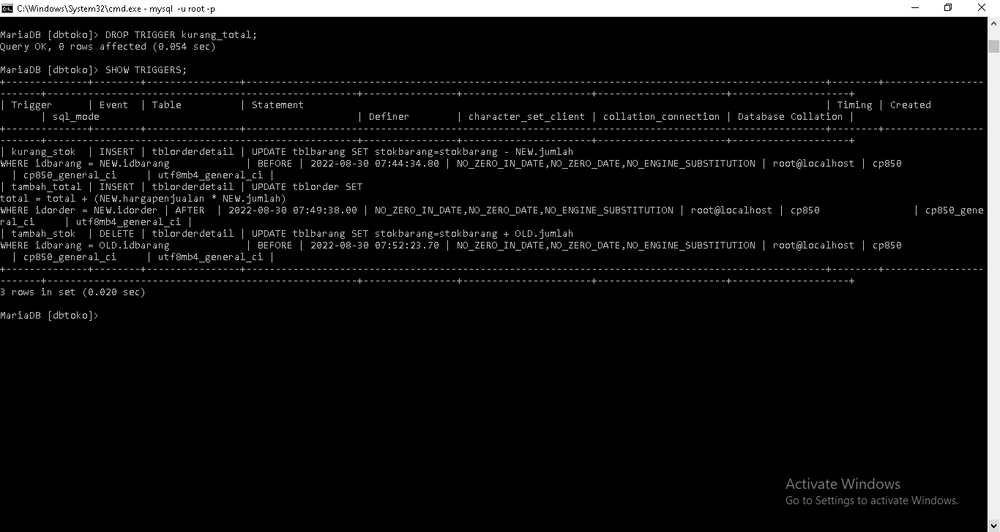 C:\Windows\System32\cmd.exe - mysql -u root -p
MariaDB [dbtoko]> DROP TRIGGER kurang_total;
Query OK, 0 rows affected (0.054 sec)
MariaDB [dbtoko]> SHOW TRIGGERS;
| Trigger | Event | Table | Statement | Timing | Created
| sql_mode | Definer | character_set_client | collation_connection | Database Collation |
| kurang_stok | INSERT | tblorderdetail | UPDATE tblbarang SET stokbarang=stokbarang - NEW.jumlah
WHERE idbarang = NEW.idbarang | BEFORE | 2022-08-30 07:44:34.80 | NO_ZERO_IN_DATE,NO_ZERO_DATE,NO_ENGINE_SUBSTITUTION | root@localhost | cp850
| cp850_general_ci | utf8mb4_general_ci |
| tambah_total | INSERT | tblorderdetail | UPDATE tblorder SET
total = total + (NEW.hargapenjualan * NEW.jumlah)
WHERE idorder = NEW.idorder | AFTER | 2022-08-30 07:49:38.00 | NO_ZERO_IN_DATE,NO_ZERO_DATE,NO_ENGINE_SUBSTITUTION | root@localhost | cp850 | cp850_gene
ral_ci | utf8mb4_general_ci |
| tambah_stok | DELETE | tblorderdetail | UPDATE tblbarang SET stokbarang=stokbarang + OLD.jumlah
WHERE idbarang = OLD.idbarang | BEFORE | 2022-08-30 07:52:23.70 | NO_ZERO_IN_DATE,NO_ZERO_DATE,NO_ENGINE_SUBSTITUTION | root@localhost | cp850
| cp850_general_ci | utf8mb4_general_ci |
3 rows in set (0.020 sec)
MariaDB [dbtoko]>
Activate Windows
Go to Settings to activate Windows.